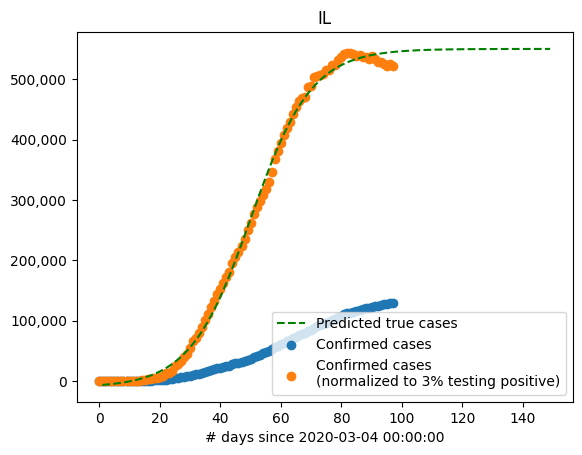 IL
500,000
400,000
300,000
200,000
100,000
0
Predicted true cases
Confirmed cases
Confirmed cases
(normalized to 3% testing positive)
0 20 40 60 80 100 120 140
# days since 2020-03-04 00:00:00